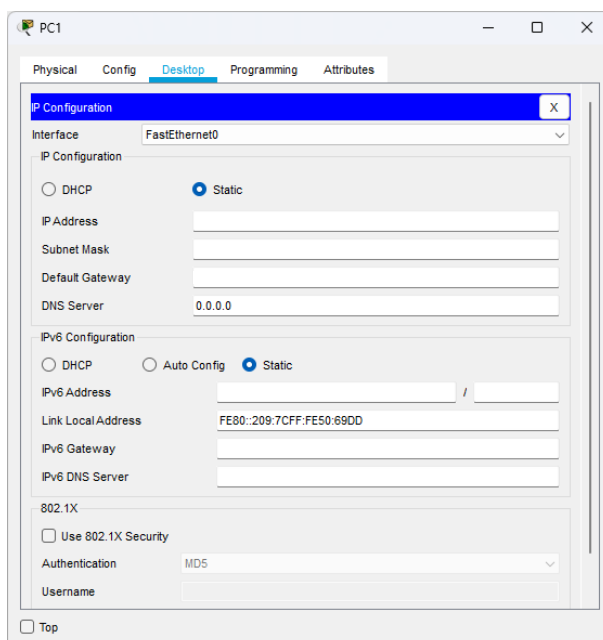 PC1
Physical Config Desktop Programming Attributes
IP Configuration X
Interface FastEthernet0
IP Configuration
DHCP Static
IP Address
Subnet Mask
Default Gateway
DNS Server 0.0.0.0
IPv6 Configuration
DHCP Auto Config Static
IPv6 Address /
Link Local Address FE80::209:7CFF:FE50:69DD
IPv6 Gateway
IPv6 DNS Server
802.1X
Use 802.1X Security
Authentication MD5
Username
Top